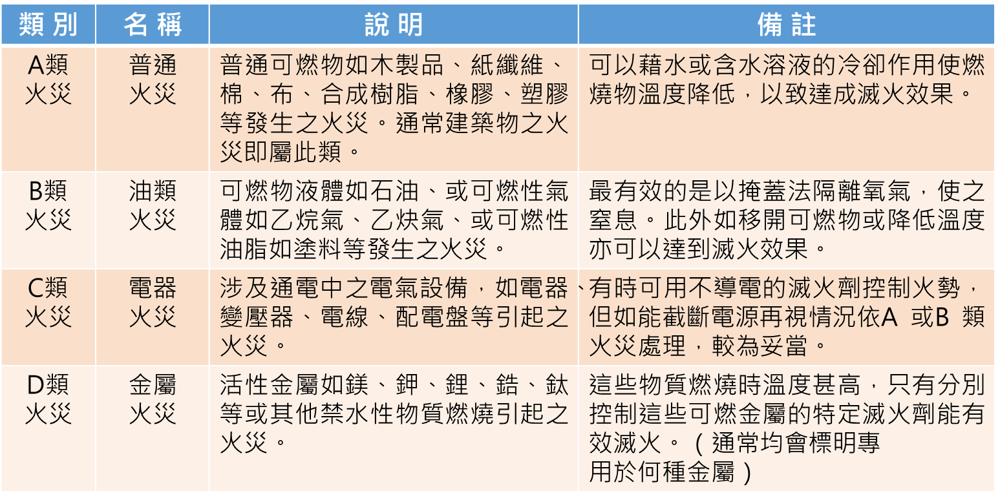 類別 名稱 說明 備註
A類
火災
普通
火災
普通可燃物如木製品、紙纖維、
棉、布、合成樹脂、橡膠、塑膠
等發生之火災。通常建築物之火
災即屬此類。
可以藉水或含水溶液的冷卻作用使燃
燒物溫度降低，以致達成滅火效果。
B類
火災
油類
火災
可燃物液體如石油、或可燃性氣
體如乙烷氣、乙炔氣、或可燃性
油脂如塗料等發生之火災。
最有效的是以掩蓋法隔離氧氣，使之
窒息。此外如移開可燃物或降低溫度
亦可以達到滅火效果。
C類
火災
電器
火災
涉及通電中之電氣設備，如電器、
變壓器、電線、配電盤等引起之
火災。
有時可用不導電的滅火劑控制火勢，
但如能截斷電源再視情況依A 或B 類
火災處理，較為妥當。
D類
火災
金屬
火災
活性金屬如鎂、鉀、鋰、鋯、鈦
等或其他禁水性物質燃燒引起之
火災。
這些物質燃燒時溫度甚高，只有分別
控制這些可燃金屬的特定滅火劑能有
效滅火。（通常均會標明專
用於何種金屬）